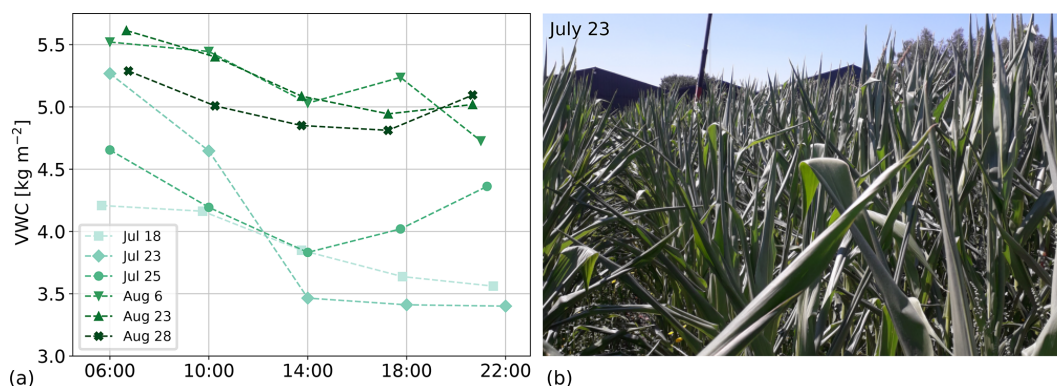 5.5
5.0
4.5
4.0
3.5
3.0
VWC [kg m⁻²]
Jul 18
Jul 23
Jul 25
Aug 6
Aug 23
Aug 28
06:00 10:00 14:00 18:00 22:00
(a)
July 23
(b)